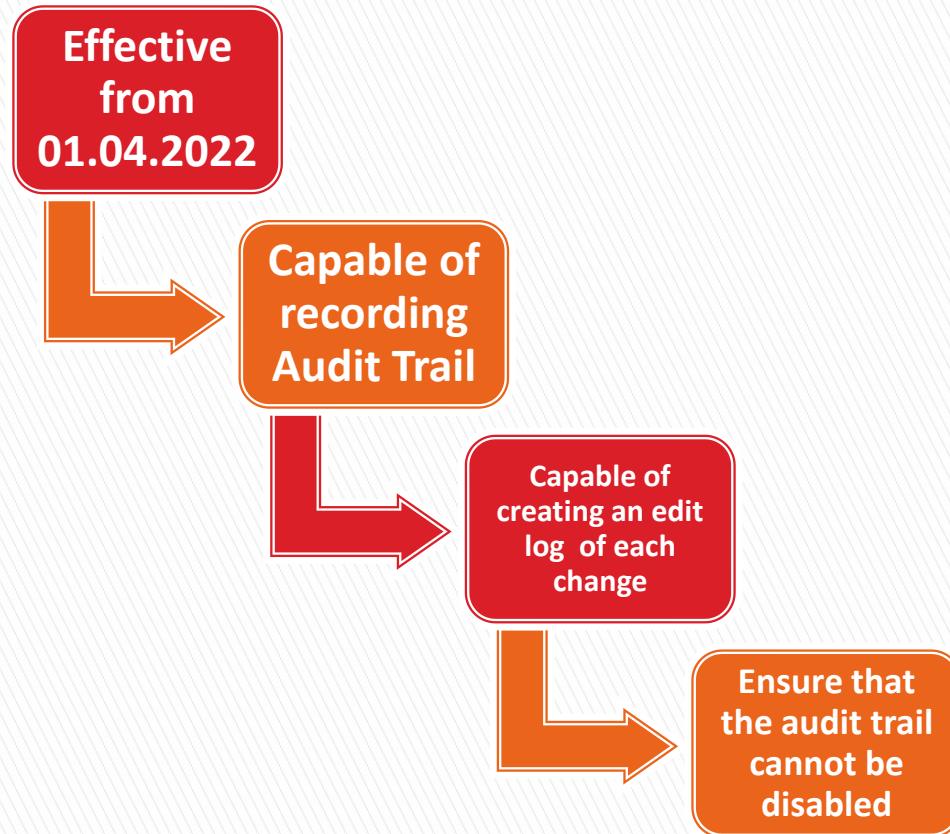 Effective
from
01.04.2022
Capable of
recording
Audit Trail
Capable of
creating an edit
log of each
change
Ensure that
the audit trail
cannot be
disabled